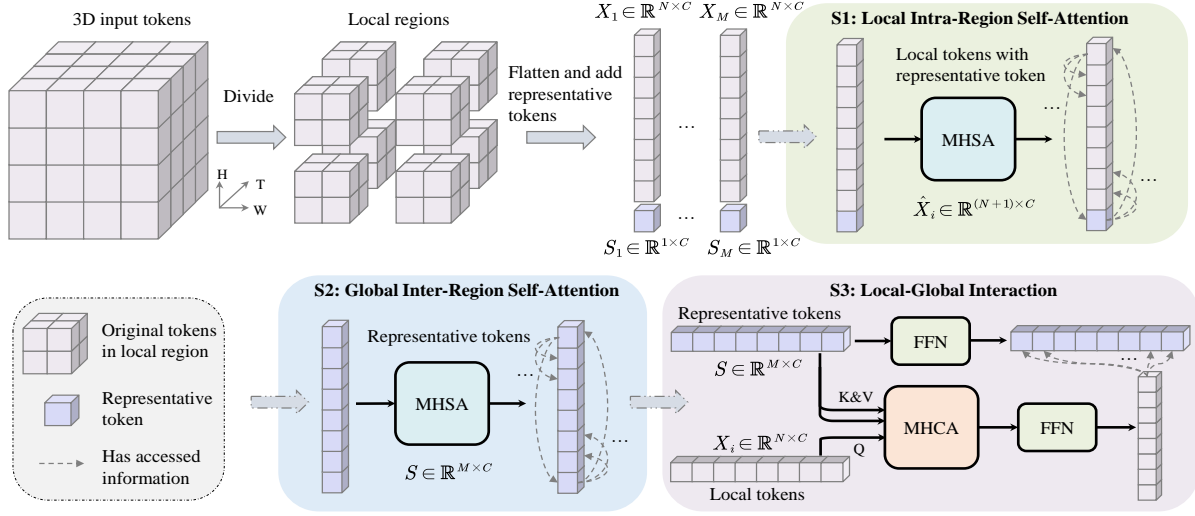 3D input tokens
Local regions
Divide
H
T
W
Flatten and add
representative
tokens
X_1 ∈ ℝ^{N×C}
X_M ∈ ℝ^{N×C}
...
...
S_1 ∈ ℝ^{1×C}
S_M ∈ ℝ^{1×C}
S1: Local Intra-Region Self-Attention
Local tokens with
representative token
MHSA
...
...
X̂_i ∈ ℝ^{(N+1)×C}
Original tokens
in local region
Representative
token
Has accessed
information
S2: Global Inter-Region Self-Attention
Representative tokens
...
MHSA
...
S ∈ ℝ^{M×C}
S3: Local-Global Interaction
Representative tokens
FFN
S ∈ ℝ^{M×C}
...
K&V
MHCA
FFN
X_i ∈ ℝ^{N×C}
Q
Local tokens